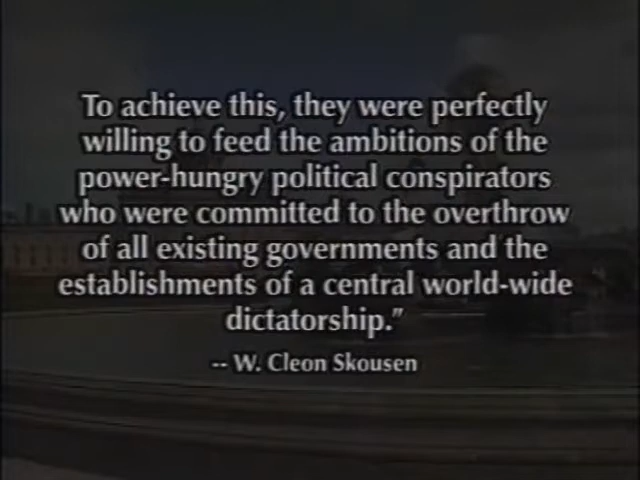 To achieve this, they were perfectly
willing to feed the ambitions of the
power-hungry political conspirators
who were committed to the overthrow
of all existing governments and the
establishments of a central world-wide
dictatorship.”
-- W. Cleon Skousen